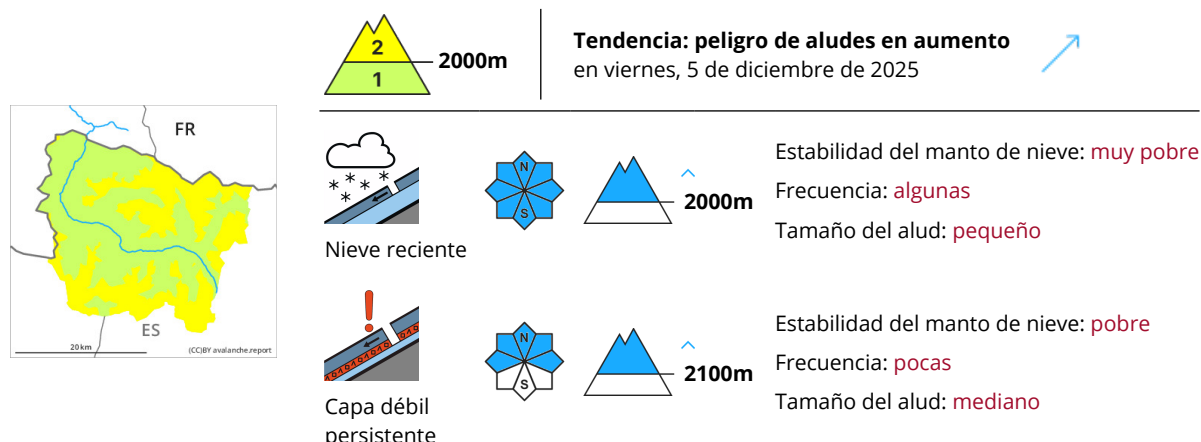 2
1
2000m
Tendencia: peligro de aludes en aumento
en viernes, 5 de diciembre de 2025
FR
ES
20 km
(CC)BY avalanche.report
Nieve reciente
N
S
2000m
Estabilidad del manto de nieve: muy pobre
Frecuencia: algunas
Tamaño del alud: pequeño
Capa débil
persistente
N
S
2100m
Estabilidad del manto de nieve: pobre
Frecuencia: pocas
Tamaño del alud: mediano